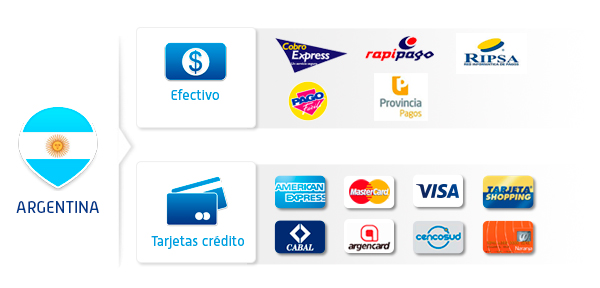 ARGENTINA
$
Efectivo
Cobro
Express
rapipago
RIPSA
PAGO
Fácil
Provincia
Pagos
Tarjetas crédito
AMERICAN
EXPRESS
MasterCard
VISA
TARJETA
SHOPPING
CABAL
argencard
cencosud
Naranja